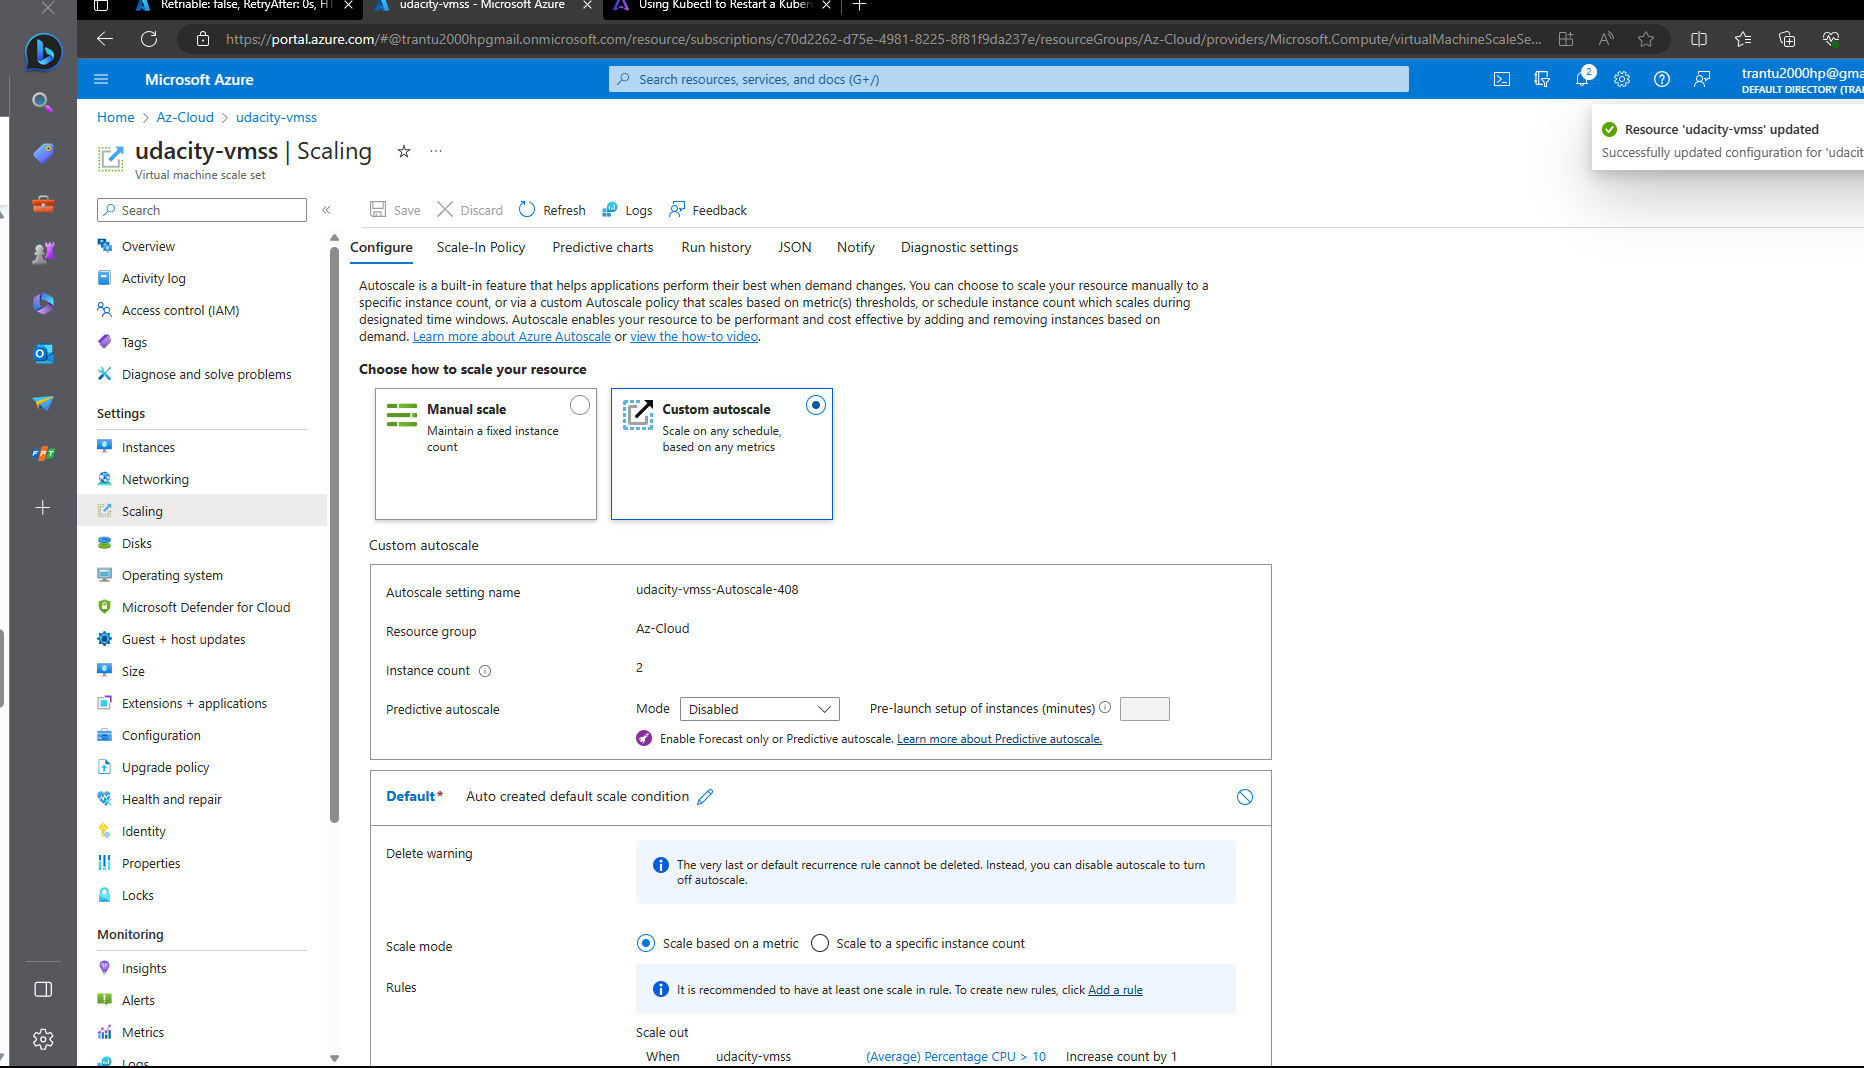 Retriable: false, RetryAfter: 0s, HT
udacity-vmss - Microsoft Azure
Using Kubectl to Restart a Kuber
https://portal.azure.com/#@trantu2000hpgmail.onmicrosoft.com/resource/subscriptions/c70d2262-d75e-4981-8225-8f81f9da237e/resourceGroups/Az-Cloud/providers/Microsoft.Compute/virtualMachineScaleSe...
Microsoft Azure
Search resources, services, and docs (G+/)
2
trantu2000hp@gma
DEFAULT DIRECTORY (TRA
Home > Az-Cloud > udacity-vmss
Resource 'udacity-vmss' updated
Successfully updated configuration for 'udacit
udacity-vmss | Scaling
Virtual machine scale set
Search
Save
Discard
Refresh
Logs
Feedback
Overview
Activity log
Access control (IAM)
Tags
Diagnose and solve problems
Settings
Instances
Networking
Scaling
Disks
Operating system
Microsoft Defender for Cloud
Guest + host updates
Size
Extensions + applications
Configuration
Upgrade policy
Health and repair
Identity
Properties
Locks
Monitoring
Insights
Alerts
Metrics
Logs
FPT
Configure
Scale-In Policy
Predictive charts
Run history
JSON
Notify
Diagnostic settings
Autoscale is a built-in feature that helps applications perform their best when demand changes. You can choose to scale your resource manually to a
specific instance count, or via a custom Autoscale policy that scales based on metric(s) thresholds, or schedule instance count which scales during
designated time windows. Autoscale enables your resource to be performant and cost effective by adding and removing instances based on
demand. Learn more about Azure Autoscale or view the how-to video.
Choose how to scale your resource
Manual scale
Maintain a fixed instance
count
Custom autoscale
Scale on any schedule,
based on any metrics
Custom autoscale
Autoscale setting name
udacity-vmss-Autoscale-408
Resource group
Az-Cloud
Instance count
2
Predictive autoscale
Mode
Disabled
Pre-launch setup of instances (minutes)
Enable Forecast only or Predictive autoscale. Learn more about Predictive autoscale.
Default*
Auto created default scale condition
Delete warning
The very last or default recurrence rule cannot be deleted. Instead, you can disable autoscale to turn
off autoscale.
Scale mode
Scale based on a metric
Scale to a specific instance count
Rules
It is recommended to have at least one scale in rule. To create new rules, click Add a rule
Scale out
When
udacity-vmss
(Average) Percentage CPU > 10
Increase count by 1